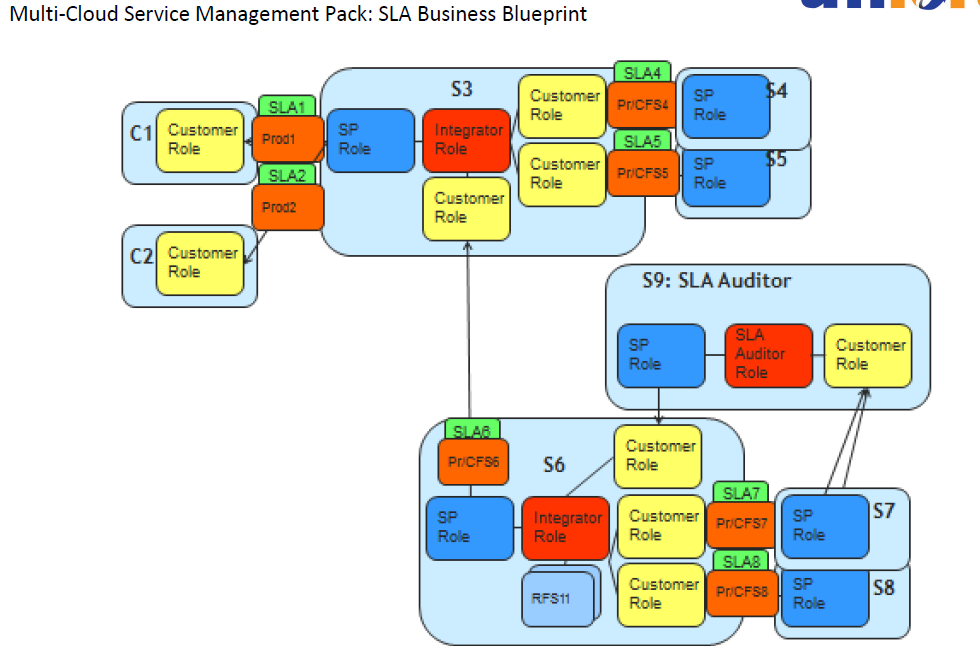 Multi-Cloud Service Management Pack: SLA Business Blueprint
C1
Customer
Role
SLA1
Prod1
SLA2
Prod2
C2
Customer
Role
S3
SP
Role
Integrator
Role
Customer
Role
Customer
Role
Customer
Role
SLA4
Pr/CFS4
SLA5
Pr/CFS5
SP
Role
S4
SP
Role
S5
S9: SLA Auditor
SP
Role
SLA
Auditor
Role
Customer
Role
SLA6
Pr/CFS6
S6
Customer
Role
SP
Role
Integrator
Role
RFS11
Customer
Role
Customer
Role
SLA7
Pr/CFS7
SLA8
Pr/CFS8
SP
Role
S7
SP
Role
S8